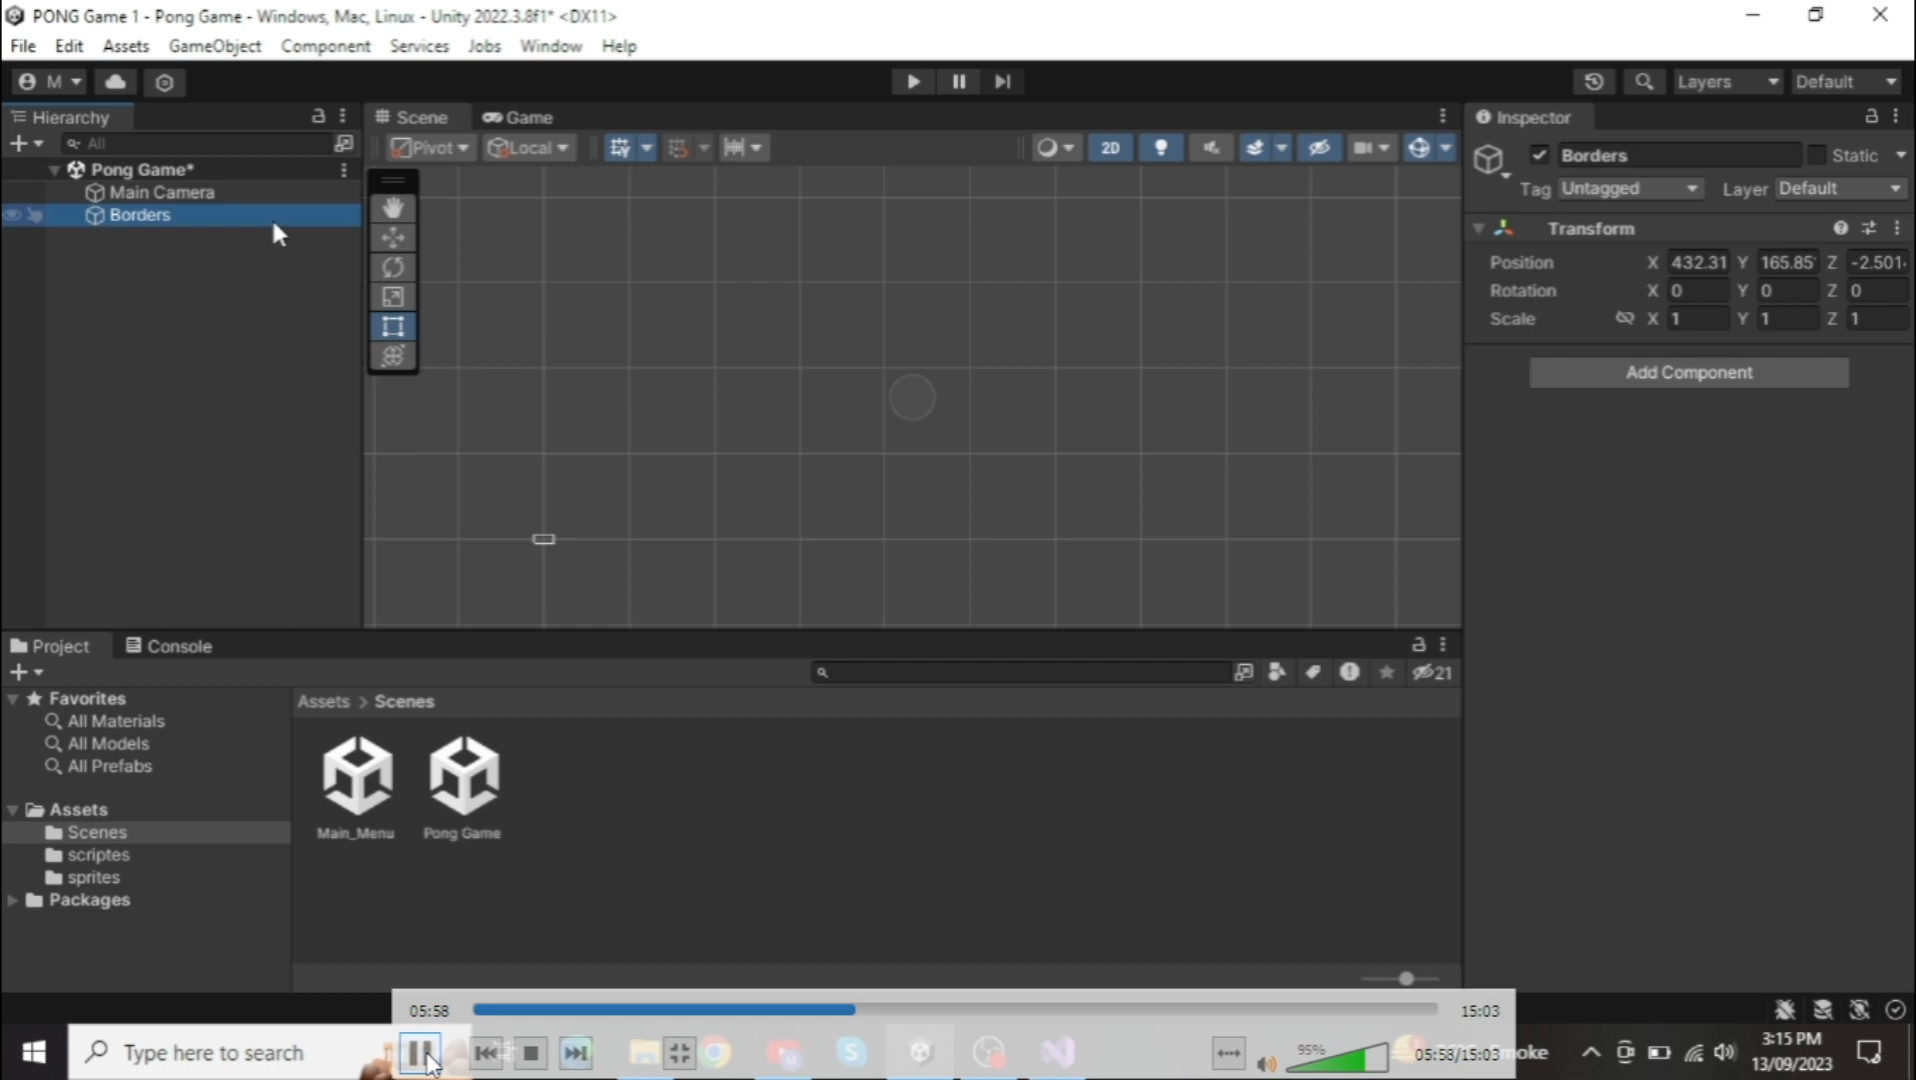 PONG Game 1 - Pong Game - Windows, Mac, Linux - Unity 2022.3.8f1* <DX11>
File Edit Assets GameObject Component Services Jobs Window Help
M Layers Default
Hierarchy Scene Game Inspector
All Pivot Local 2D Borders Static
Pong Game*
Main Camera Tag Untagged Layer Default
Borders
Transform
Position X 432.31 Y 165.85 Z -2.501
Rotation X 0 Y 0 Z 0
Scale X 1 Y 1 Z 1
Add Component
Project Console
21
Favorites Assets > Scenes
All Materials
All Models
All Prefabs
Assets
Scenes Main_Menu Pong Game
scriptes
sprites
Packages
05:58 15:03
Type here to search 95% 05:58/15:03 moke 3:15 PM
13/09/2023